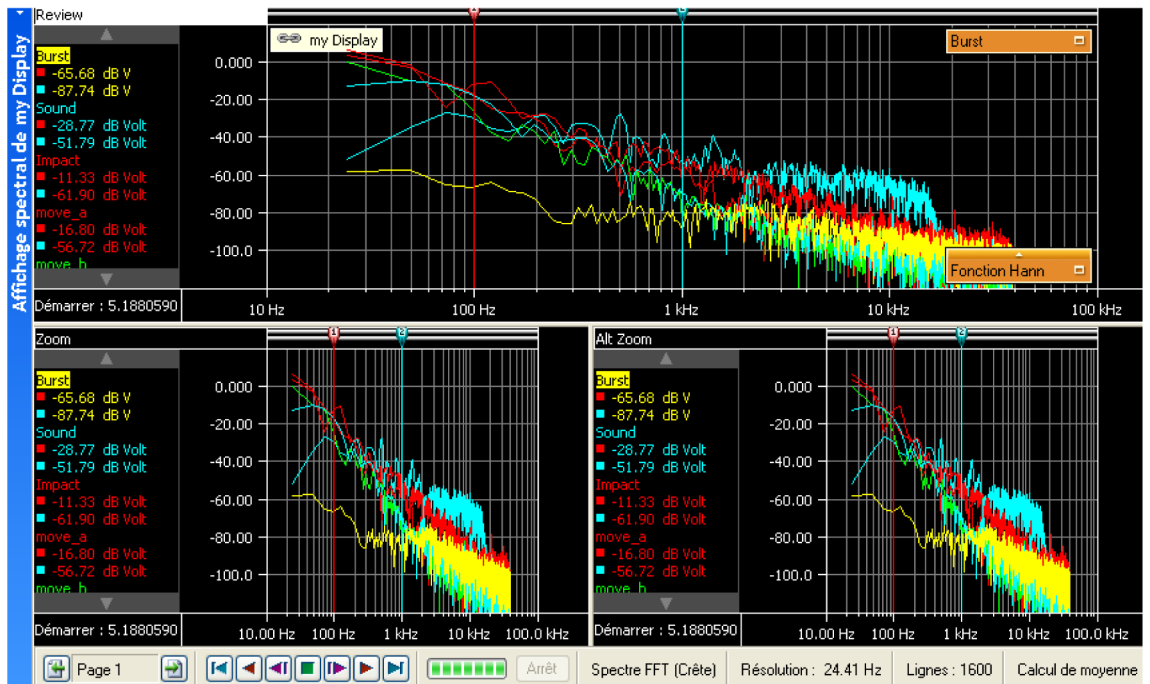 Affichage spectral de my Display
Review
my Display
Burst
Burst
-65.68 dB V
-87.74 dB V
Sound
-28.77 dB Volt
-51.79 dB Volt
Impact
-11.33 dB Volt
-61.90 dB Volt
move_a
-16.80 dB Volt
-56.72 dB Volt
move_h
0.000
-20.00
-40.00
-60.00
-80.00
-100.0
Fonction Hann
Démarrer : 5.1880590
10 Hz 100 Hz 1 kHz 10 kHz 100 kHz
Zoom
1 2
Burst
-65.68 dB V
-87.74 dB V
Sound
-28.77 dB Volt
-51.79 dB Volt
Impact
-11.33 dB Volt
-61.90 dB Volt
move_a
-16.80 dB Volt
-56.72 dB Volt
move_h
0.000
-20.00
-40.00
-60.00
-80.00
-100.0
Démarrer : 5.1880590
10.00 Hz 100 Hz 1 kHz 10 kHz 100.0 kHz
Alt Zoom
1 2
Burst
-65.68 dB V
-87.74 dB V
Sound
-28.77 dB Volt
-51.79 dB Volt
Impact
-11.33 dB Volt
-61.90 dB Volt
move_a
-16.80 dB Volt
-56.72 dB Volt
move_h
0.000
-20.00
-40.00
-60.00
-80.00
-100.0
Démarrer : 5.1880590
10.00 Hz 100 Hz 1 kHz 10 kHz 100.0 kHz
Page 1
Arrêt
Spectre FFT (Crête)
Résolution : 24.41 Hz
Lignes : 1600
Calcul de moyenne